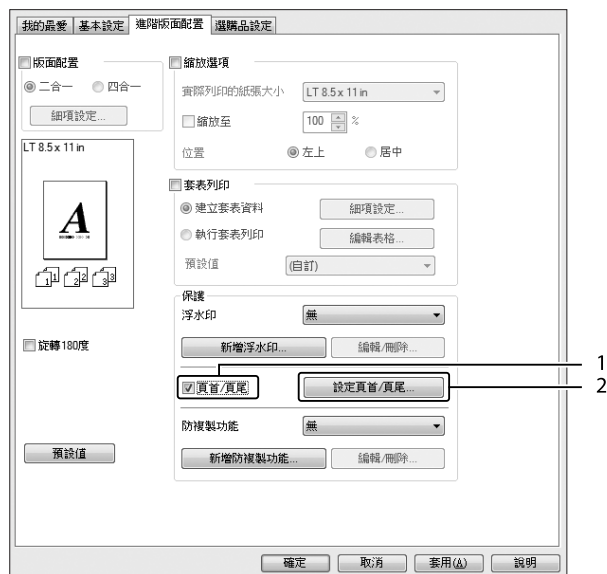 我的最愛 基本設定 進階版面配置 選購品設定
版面配置
二合一 四合一
細項設定...
LT 8.5 x 11 in
A
1 1 2 2 3 3
旋轉 180度
預設值
縮放選項
實際列印的紙張大小 LT 8.5 x 11 in
縮放至 100 %
位置 左上 居中
套表列印
建立套表資料 細項設定...
執行套表列印 編輯表格...
預設值 (自訂)
保護
浮水印 無
新增浮水印... 編輯/刪除...
頁首/頁尾 設定頁首/頁尾...
1
2
防複製功能 無
新增防複製功能... 編輯/刪除...
確定 取消 套用(A) 說明